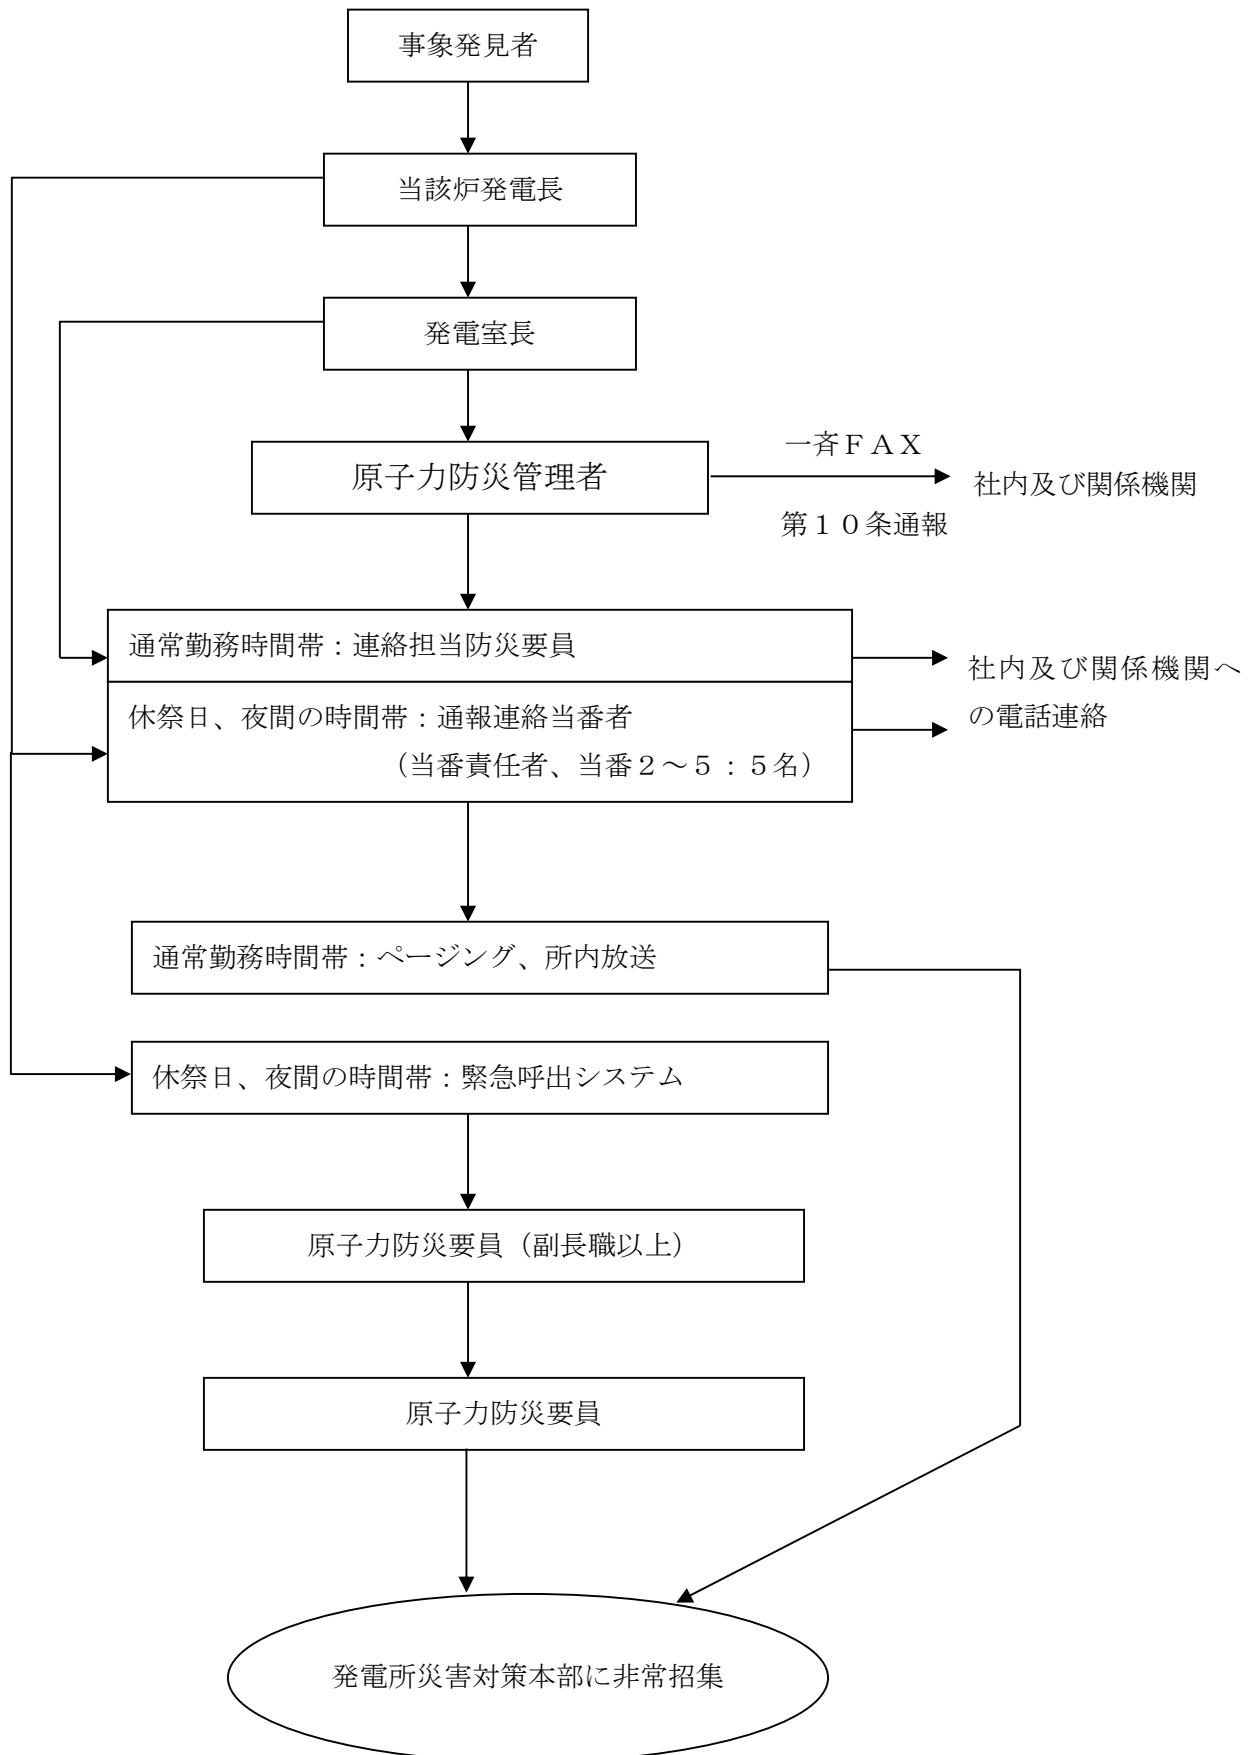 事象発見者
当該炉発電長
発電室長
原子力防災管理者
一斉ＦＡＸ
第１０条通報
社内及び関係機関
通常勤務時間帯：連絡担当防災要員
休祭日、夜間の時間帯：通報連絡当番者
（当番責任者、当番２～５：５名）
社内及び関係機関へ
の電話連絡
通常勤務時間帯：ページング、所内放送
休祭日、夜間の時間帯：緊急呼出システム
原子力防災要員（副長職以上）
原子力防災要員
発電所災害対策本部に非常招集